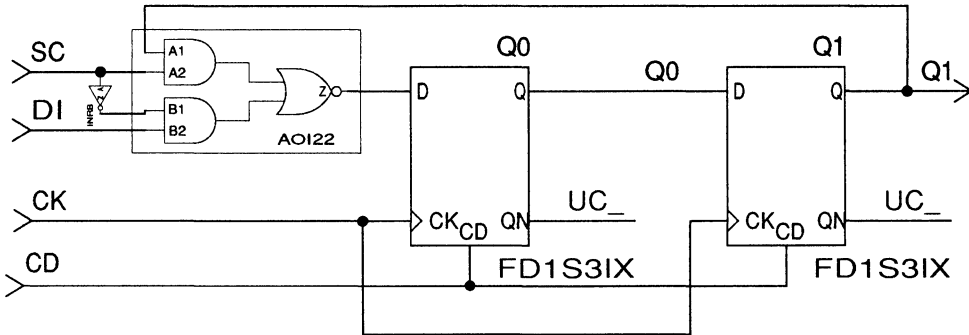 SC
DI
CK
CD
A1
A2
B1
B2
A
Z
INRB
Z
AOI22
Q0
D
Q
CK
CD
QN
FD1S3IX
Q0
UC_
Q1
D
Q
CK
CD
QN
FD1S3IX
Q1
UC_